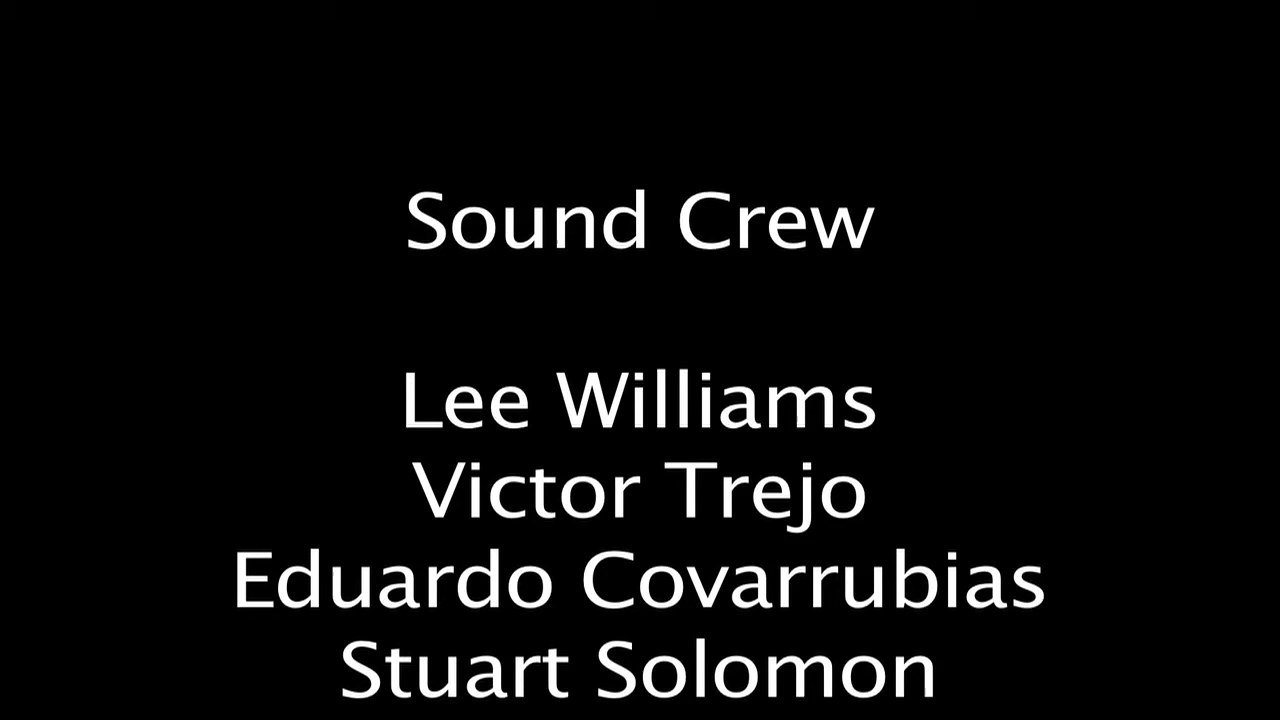 Sound Crew
Lee Williams
Victor Trejo
Eduardo Covarrubias
Stuart Solomon